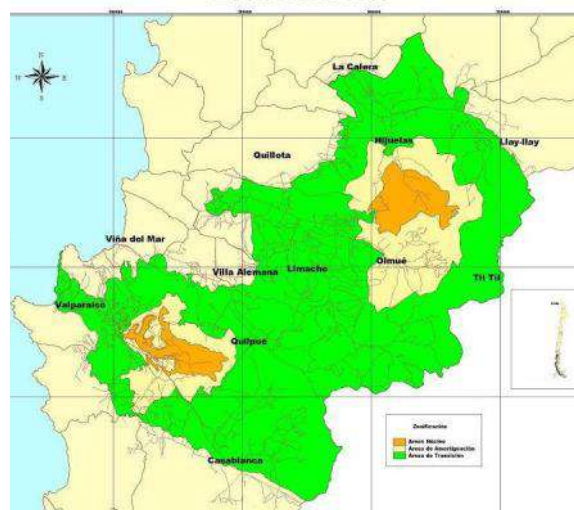 N
W E
S
La Calera
Hijuelas
Llay-llay
Quillota
Viña del Mar
Villa Alemana
Limache
Olmué
Til Til
Valparaíso
Quilpué
Casablanca
Zonificación
Areas Núcleo
Areas de Amortiguación
Areas de Transición